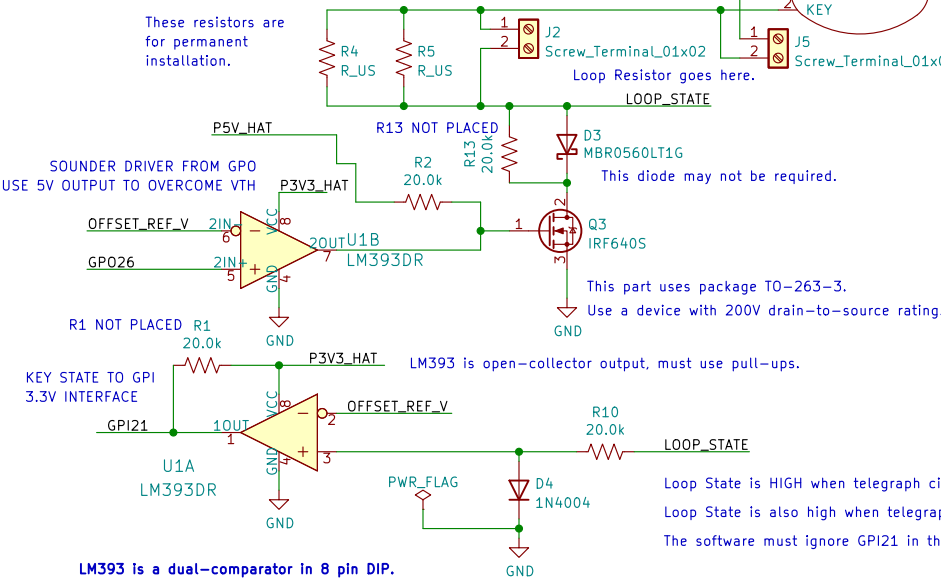 These resistors are
for permanent
installation.
R4
R_US
R5
R_US
1
2
J2
Screw_Terminal_01x02
2
KEY
1
2
J5
Screw_Terminal_01x
Loop Resistor goes here.
LOOP_STATE
P5V_HAT
R13 NOT PLACED
R13
20.0k
D3
MBR0560LT1G
This diode may not be required.
SOUNDER DRIVER FROM GPO
USE 5V OUTPUT TO OVERCOME VTH
P3V3_HAT
R2
20.0k
OFFSET_REF_V
2IN-
6
VCC
8
2OUT
7
U1B
LM393DR
GPO26
2IN+
5
GND
4
GND
1
2
3
Q3
IRF640S
This part uses package TO-263-3.
Use a device with 200V drain-to-source rating.
GND
R1 NOT PLACED
R1
20.0k
P3V3_HAT
LM393 is open-collector output, must use pull-ups.
KEY STATE TO GPI
3.3V INTERFACE
GPI21
1OUT
1
VCC
8
OFFSET_REF_V
2
3
GND
4
U1A
LM393DR
GND
R10
20.0k
LOOP_STATE
PWR_FLAG
D4
1N4004
GND
Loop State is HIGH when telegraph ci
Loop State is also high when telegrap
The software must ignore GPI21 in th
LM393 is a dual-comparator in 8 pin DIP.